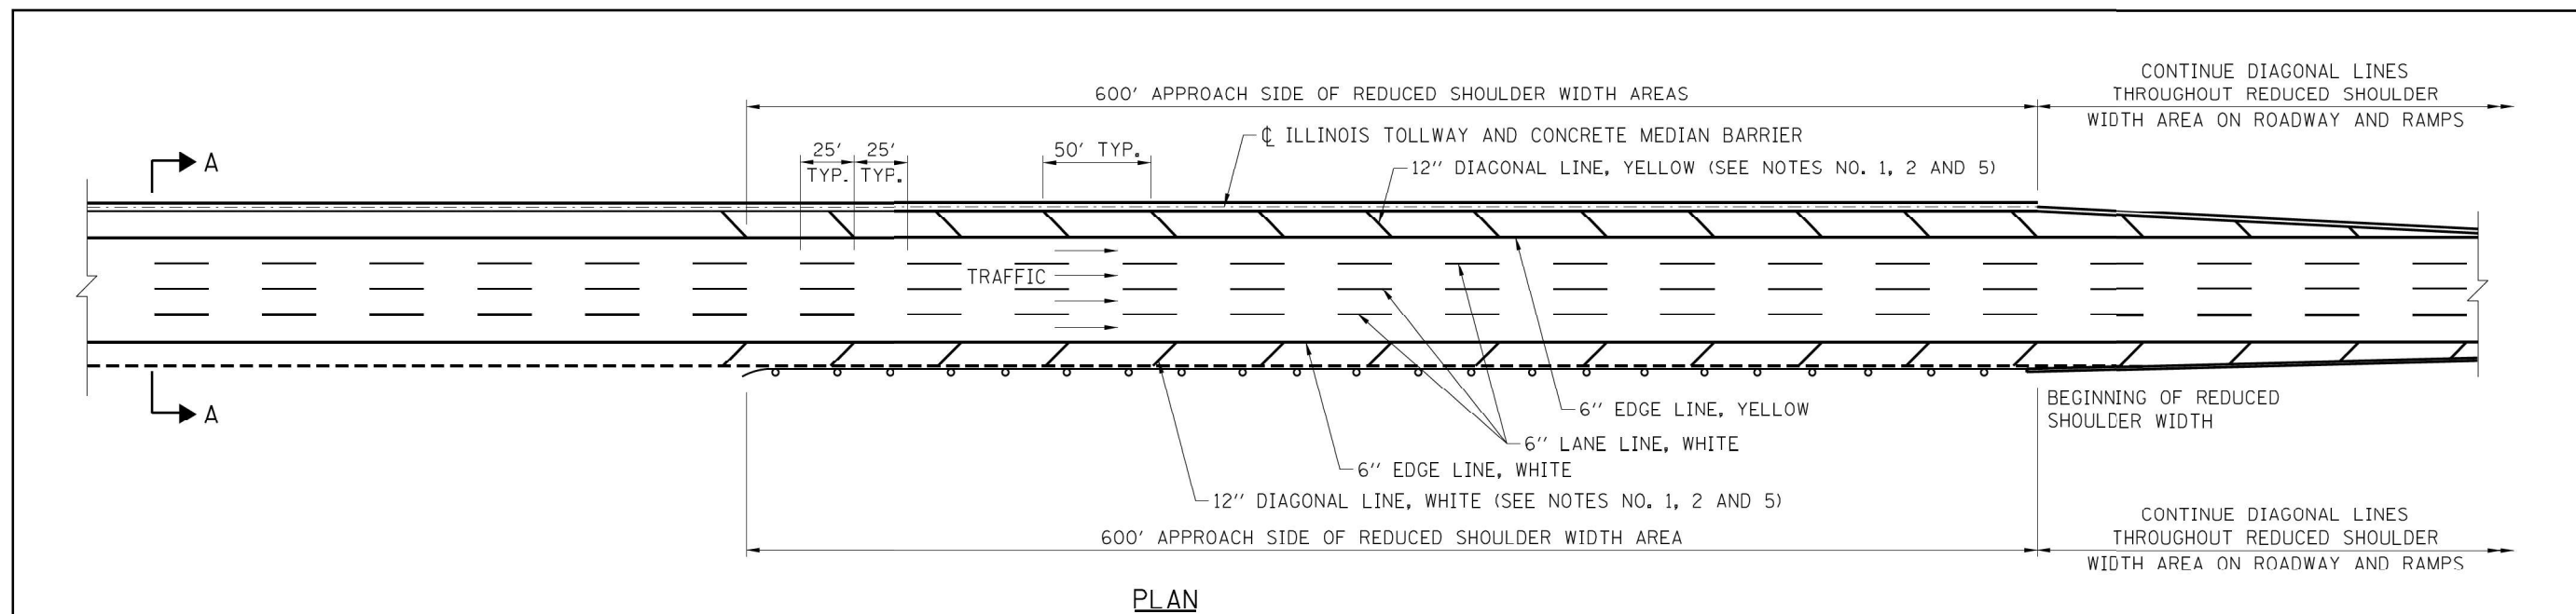 CONTINUE DIAGONAL LINES
THROUGHOUT REDUCED SHOULDER
WIDTH AREA ON ROADWAY AND RAMPS
600' APPROACH SIDE OF REDUCED SHOULDER WIDTH AREAS
℄ ILLINOIS TOLLWAY AND CONCRETE MEDIAN BARRIER
25' 25' 50' TYP.
TYP. TYP.
12'' DIAGONAL LINE, YELLOW (SEE NOTES NO. 1, 2 AND 5)
A
TRAFFIC
A
BEGINNING OF REDUCED
SHOULDER WIDTH
6'' EDGE LINE, YELLOW
6'' LANE LINE, WHITE
6'' EDGE LINE, WHITE
12'' DIAGONAL LINE, WHITE (SEE NOTES NO. 1, 2 AND 5)
600' APPROACH SIDE OF REDUCED SHOULDER WIDTH AREA
CONTINUE DIAGONAL LINES
THROUGHOUT REDUCED SHOULDER
WIDTH AREA ON ROADWAY AND RAMPS
PLAN